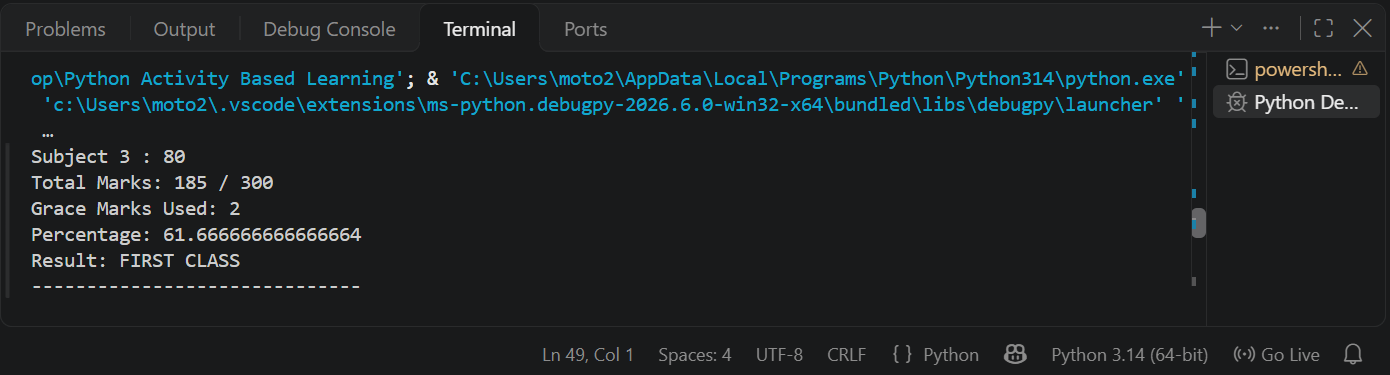 Problems Output Debug Console Terminal Ports
op\Python Activity Based Learning'; & 'C:\Users\moto2\AppData\Local\Programs\Python\Python314\python.exe'
'c:\Users\moto2\.vscode\extensions\ms-python.debugpy-2026.6.0-win32-x64\bundled\libs\debugpy\launcher' '
…
Subject 3 : 80
Total Marks: 185 / 300
Grace Marks Used: 2
Percentage: 61.666666666666664
Result: FIRST CLASS
------------------------------
powersh...
Python De...
Ln 49, Col 1 Spaces: 4 UTF-8 CRLF { } Python Python 3.14 (64-bit) Go Live